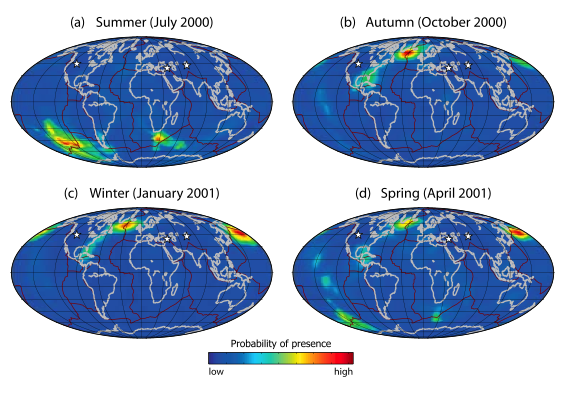 (a) Summer (July 2000)
(b) Autumn (October 2000)
(c) Winter (January 2001)
(d) Spring (April 2001)
Probability of presence
low high